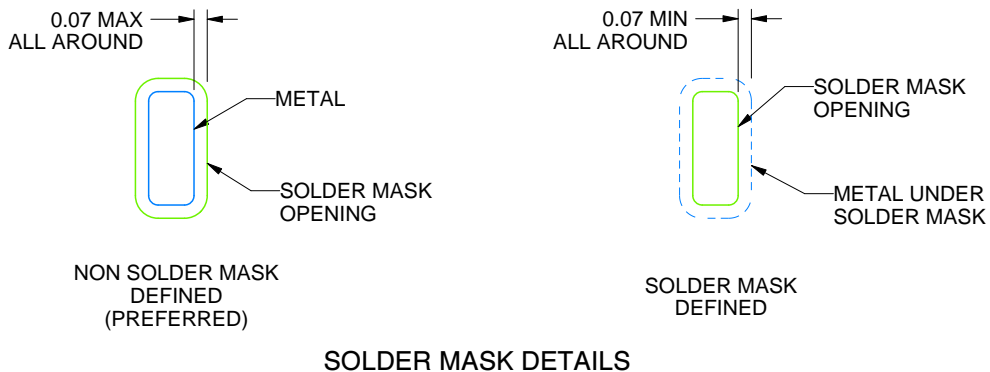 0.07 MAX
ALL AROUND
METAL
SOLDER MASK
OPENING
NON SOLDER MASK
DEFINED
(PREFERRED)
0.07 MIN
ALL AROUND
SOLDER MASK
OPENING
METAL UNDER
SOLDER MASK
SOLDER MASK
DEFINED
SOLDER MASK DETAILS